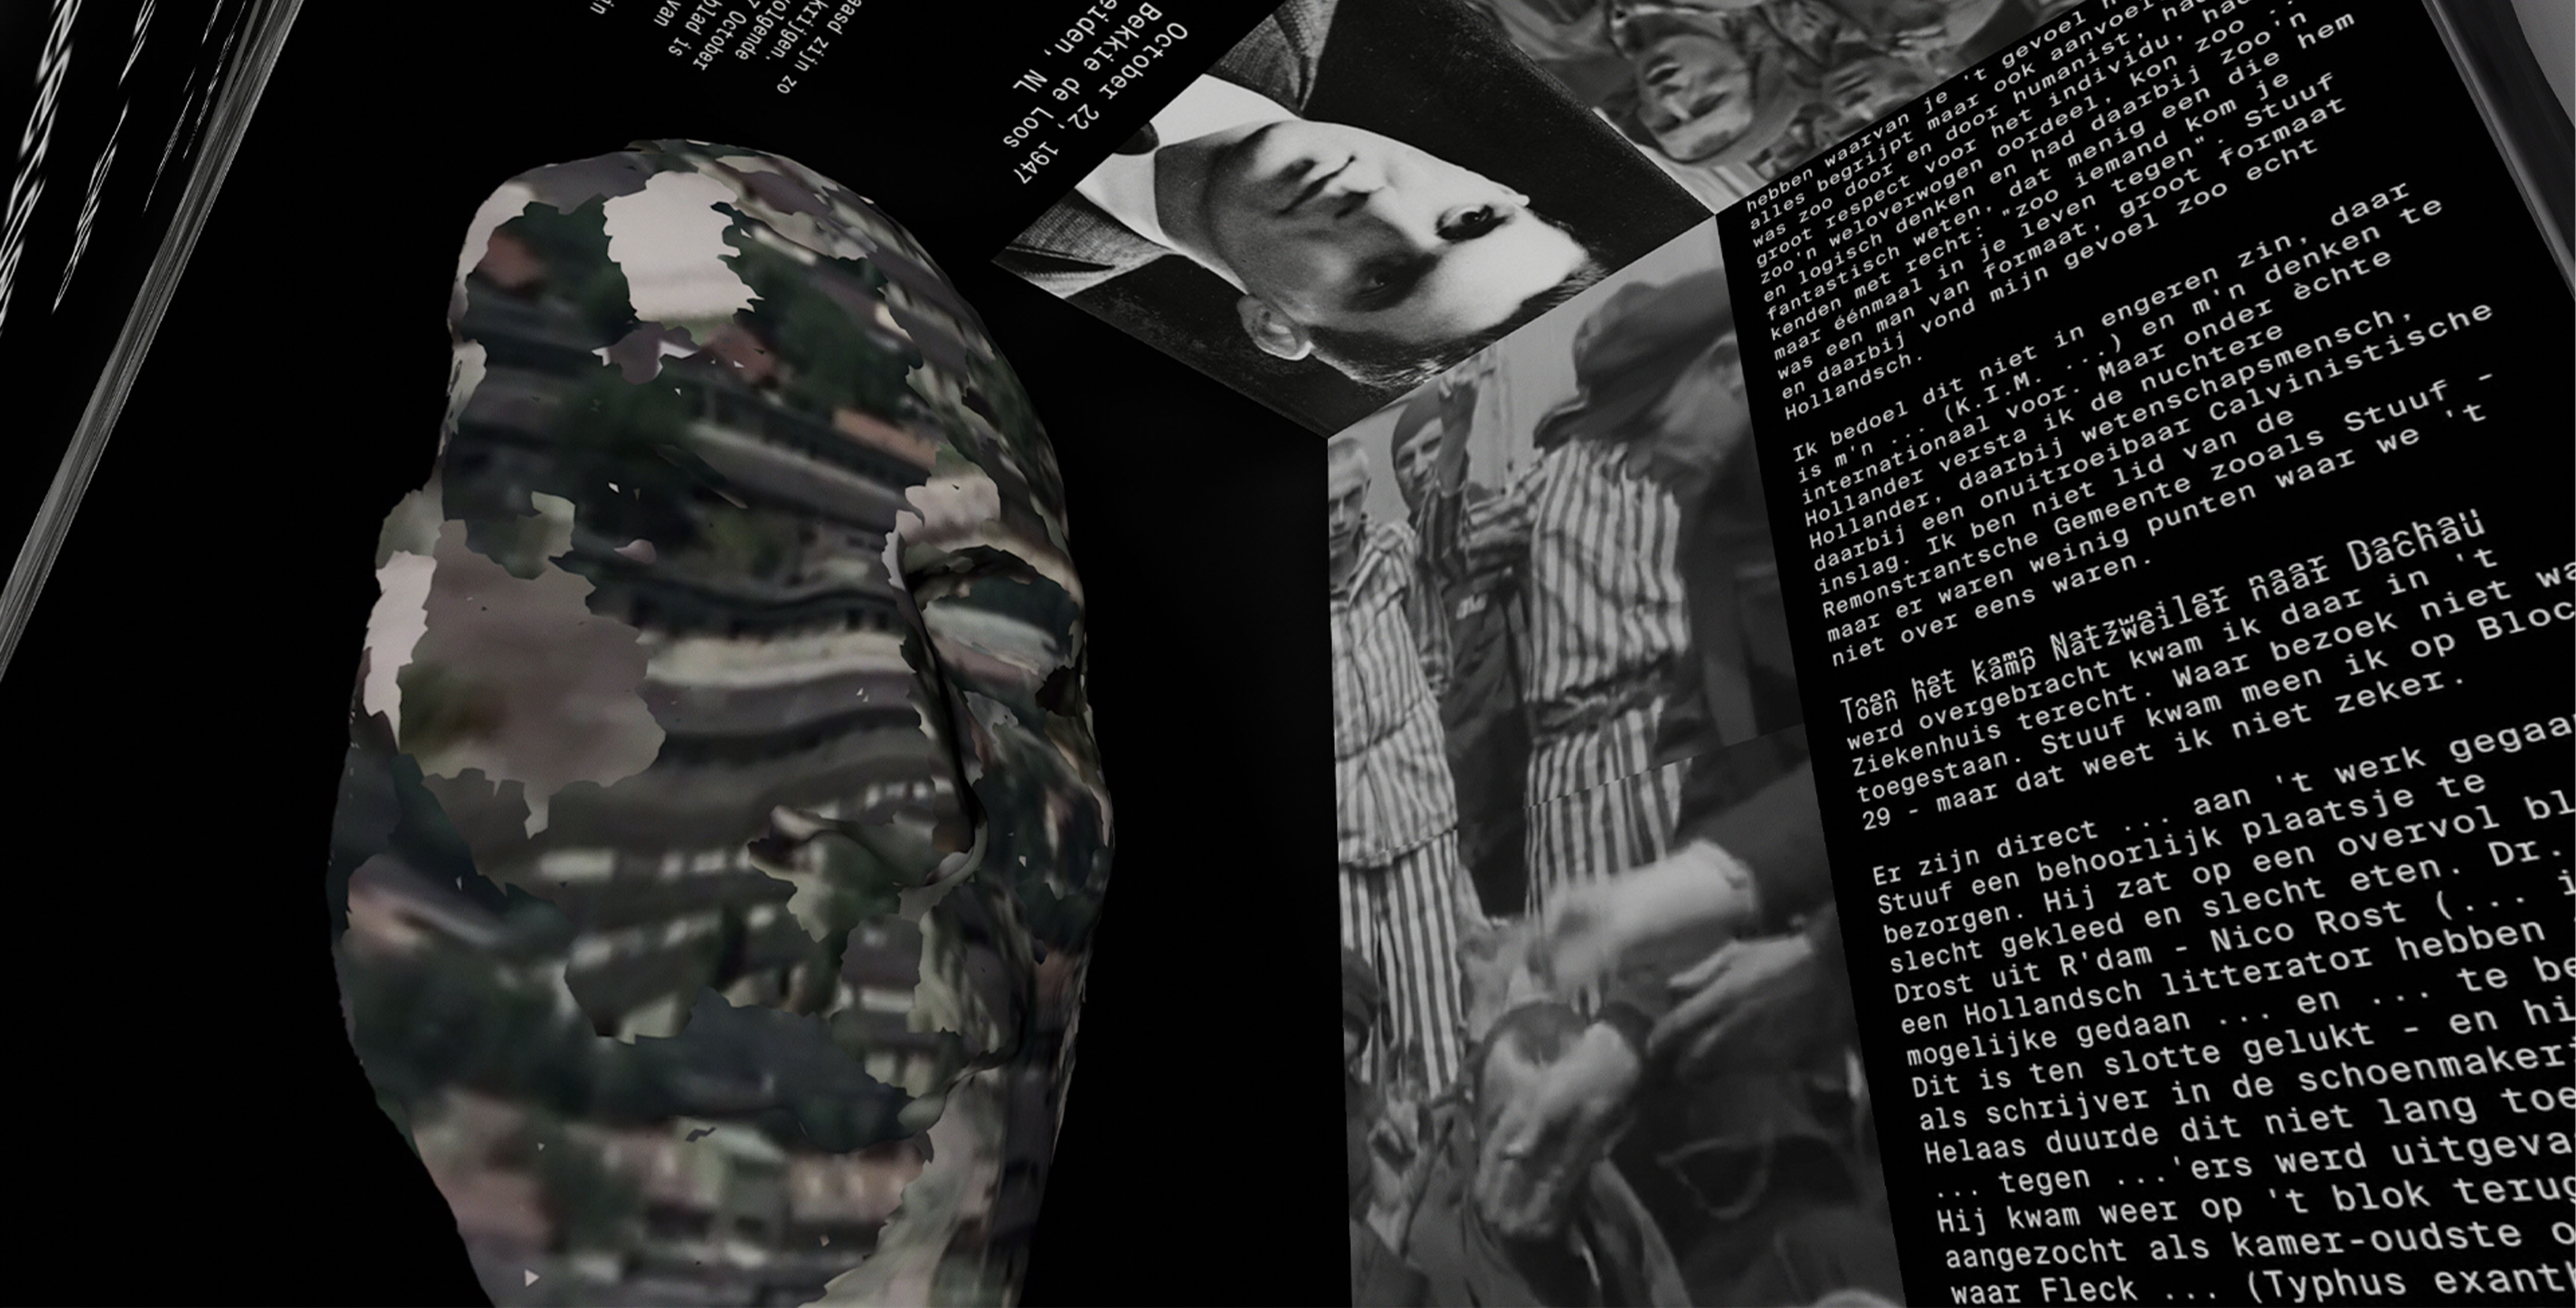 October 22, 1947
Bekkie de Loos
eiden, NL
zijn zo
krijgen,
October
blad is
van
hebben waarvan je 't gevoel
alles begrijpt maar ook aanvoel
was zoo door en door humanist,
groot respect voor het individu,
zoo'n weloverwogen oordeel, kon zoo
en logisch denken en had daarbij zoo'n
fantastisch weten, dat menig een die hem
kenden met recht: "zoo iemand kom je
maar éénmaal in je leven tegen". Stuuf
was een man van formaat, groot formaat
en daarbij vond mijn gevoel zoo echt
Hollandsch.
Ik bedoel dit niet in engeren zin, daar
is m'n ... (K.I.M. ...) en m'n denken te
internationaal voor. Maar onder èchte
Hollander versta ik de nuchtere
Hollander, daarbij wetenschapsmensch,
daarbij een onuitroeibaar Calvinistische
inslag. Ik ben niet lid van de
Remonstrantsche Gemeente zooals Stuuf -
maar er waren weinig punten waar we 't
niet over eens waren.
Toen het kamp Natzweiler naar Dachau
werd overgebracht kwam ik daar in 't
Ziekenhuis terecht. Waar bezoek niet wa
toegestaan. Stuuf kwam meen ik op Bloc
29 - maar dat weet ik niet zeker.
Er zijn direct ... aan 't werk gegaa
Stuuf een behoorlijk plaatsje te
bezorgen. Hij zat op een overvol bl
slecht gekleed en slecht eten. Dr.
Drost uit R'dam - Nico Rost (... i
een Hollandsch litterator hebben
mogelijke gedaan ... en ... te be
Dit is ten slotte gelukt - en hi
als schrijver in de schoenmaker
Helaas duurde dit niet lang toe
... tegen ...'ers werd uitgeva
Hij kwam weer op 't blok terug
aangezocht als kamer-oudste o
waar Fleck ... (Typhus exant